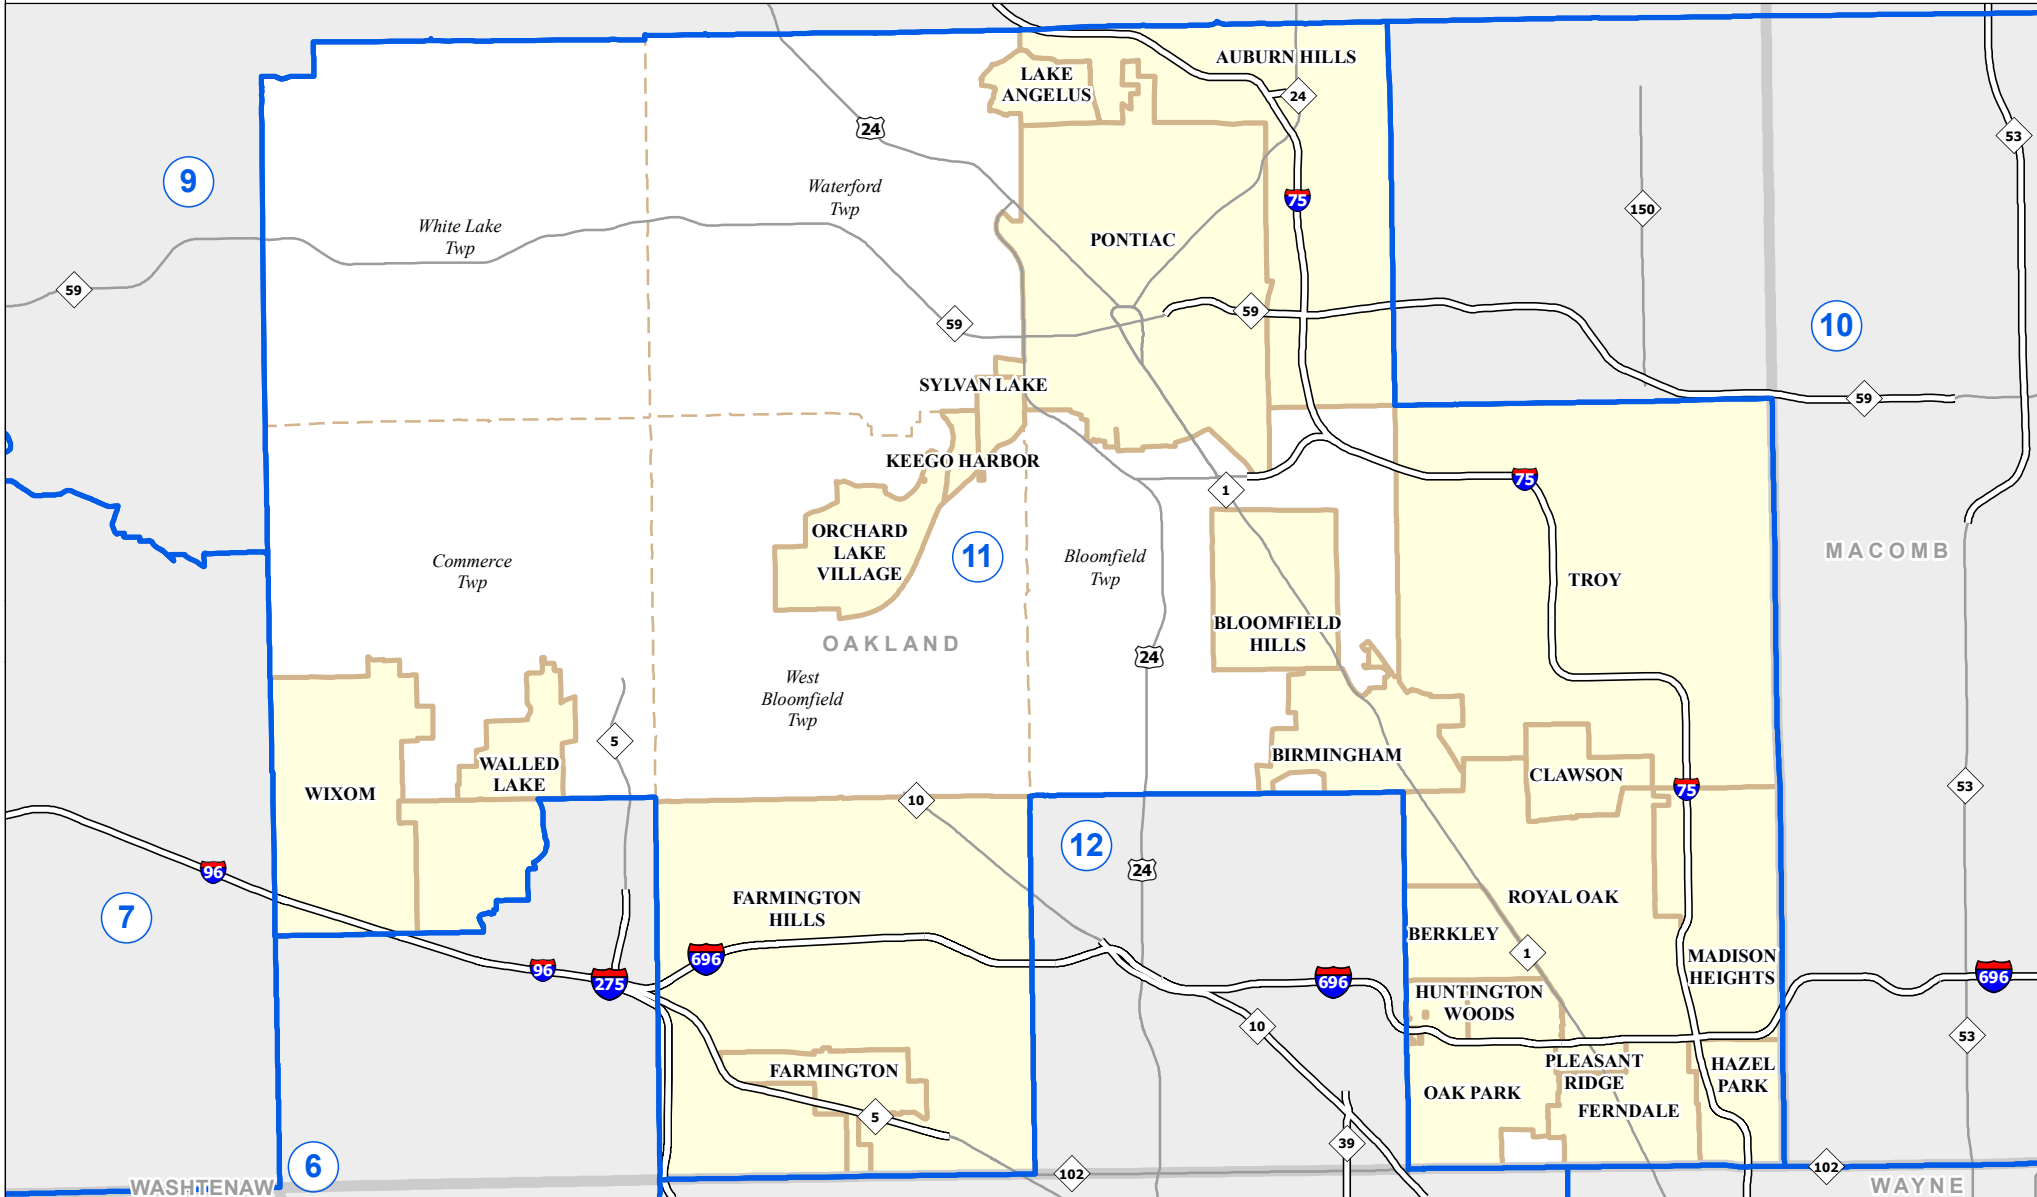 AUBURN HILLS
LAKE
ANGELUS
24
24
53
75
9
Waterford
Twp
White Lake
Twp
150
PONTIAC
59
59
59
10
SYLVAN LAKE
59
KEEGO HARBOR
75
1
ORCHARD
LAKE
VILLAGE
11
Bloomfield
Twp
Commerce
Twp
MACOMB
TROY
BLOOMFIELD
HILLS
OAKLAND
24
West
Bloomfield
Twp
5
BIRMINGHAM
WALLED
LAKE
CLAWSON
WIXOM
10
75
53
12
24
96
FARMINGTON
HILLS
ROYAL OAK
7
BERKLEY
1
696
MADISON
HEIGHTS
96
275
696
696
HUNTINGTON
WOODS
10
53
PLEASANT
RIDGE
HAZEL
PARK
FARMINGTON
OAK PARK
FERNDALE
5
39
6
102
102
WASHTENAW
WAYNE